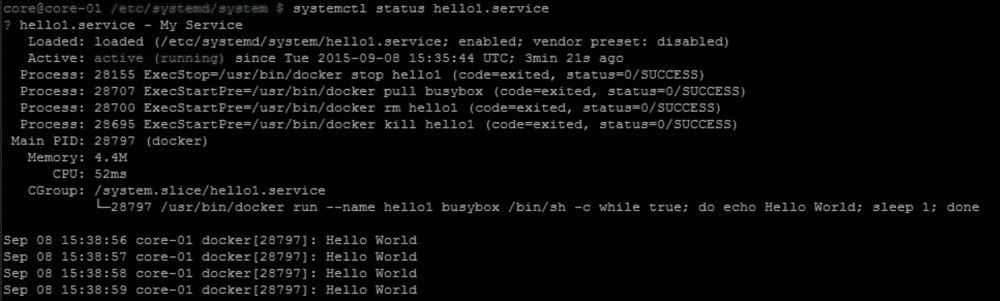 core@core-01 /etc/systemd/system $ systemctl status hello1.service
? hello1.service - My Service
Loaded: loaded (/etc/systemd/system/hello1.service; enabled; vendor preset: disabled)
Active: active (running) since Tue 2015-09-08 15:35:44 UTC; 3min 21s ago
Process: 28155 ExecStop=/usr/bin/docker stop hello1 (code=exited, status=0/SUCCESS)
Process: 28707 ExecStartPre=/usr/bin/docker pull busybox (code=exited, status=0/SUCCESS)
Process: 28700 ExecStartPre=/usr/bin/docker rm hello1 (code=exited, status=0/SUCCESS)
Process: 28695 ExecStartPre=/usr/bin/docker kill hello1 (code=exited, status=0/SUCCESS)
Main PID: 28797 (docker)
Memory: 4.4M
CPU: 52ms
CGroup: /system.slice/hello1.service
└─28797 /usr/bin/docker run --name hello1 busybox /bin/sh -c while true; do echo Hello World; sleep 1; done
Sep 08 15:38:56 core-01 docker[28797]: Hello World
Sep 08 15:38:57 core-01 docker[28797]: Hello World
Sep 08 15:38:58 core-01 docker[28797]: Hello World
Sep 08 15:38:59 core-01 docker[28797]: Hello World